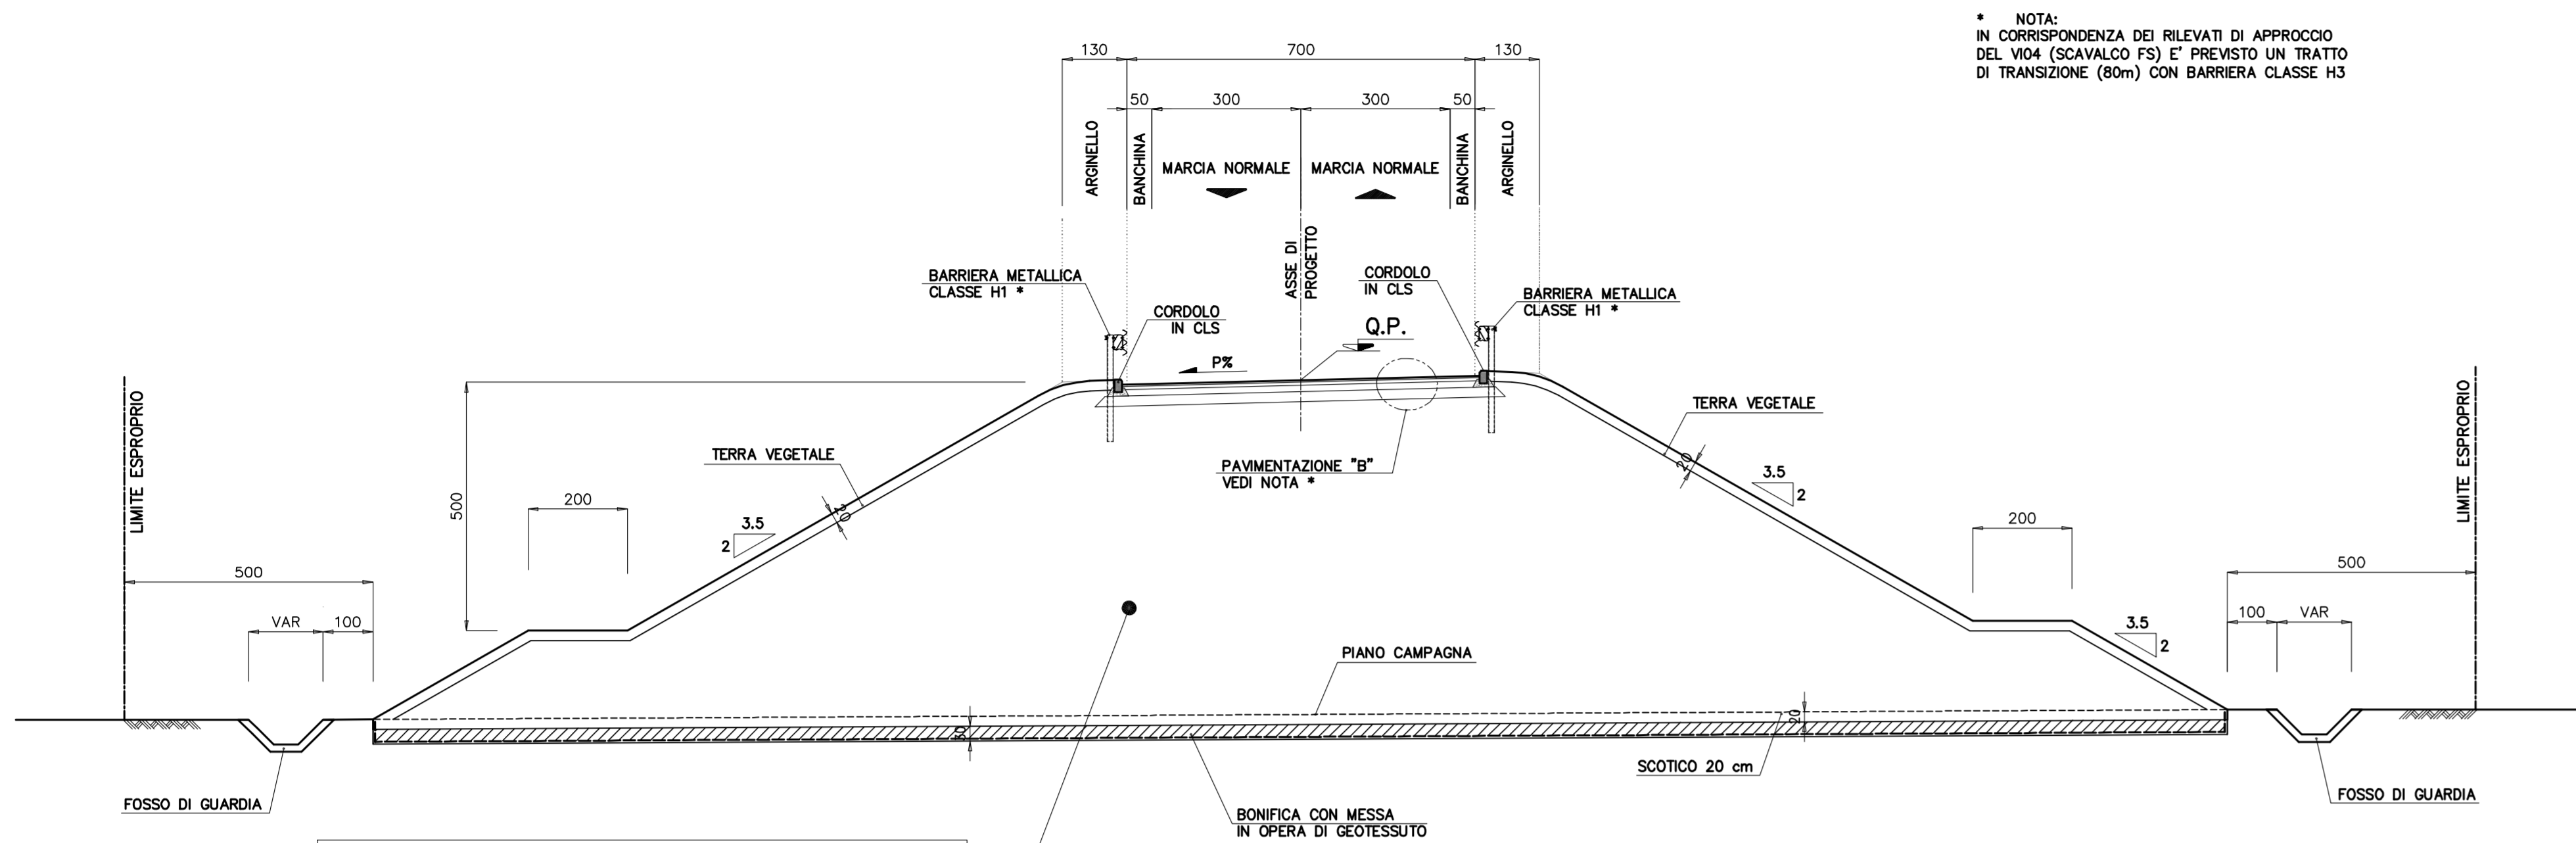 * NOTA:
IN CORRISPONDENZA DEI RILEVATI DI APPROCCIO
DEL VI04 (SCAVALCO FS) E' PREVISTO UN TRATTO
DI TRANSIZIONE (80m) CON BARRIERA CLASSE H3
130
700
130
50
300
300
50
ARGINELLO
BANCHINA
MARCIA NORMALE
MARCIA NORMALE
BANCHINA
ARGINELLO
ASSE DI
PROGETTO
BARRIERA METALLICA
CLASSE H1 *
CORDOLO
IN CLS
CORDOLO
IN CLS
BARRIERA METALLICA
CLASSE H1 *
Q.P.
P%
LIMITE ESPROPRIO
LIMITE ESPROPRIO
TERRA VEGETALE
TERRA VEGETALE
PAVIMENTAZIONE "B"
VEDI NOTA *
500
200
20
3.5
2
20
3.5
2
200
500
500
VAR
100
100
VAR
3.5
2
PIANO CAMPAGNA
30
20
SCOTICO 20 cm
FOSSO DI GUARDIA
BONIFICA CON MESSA
IN OPERA DI GEOTESSUTO
FOSSO DI GUARDIA